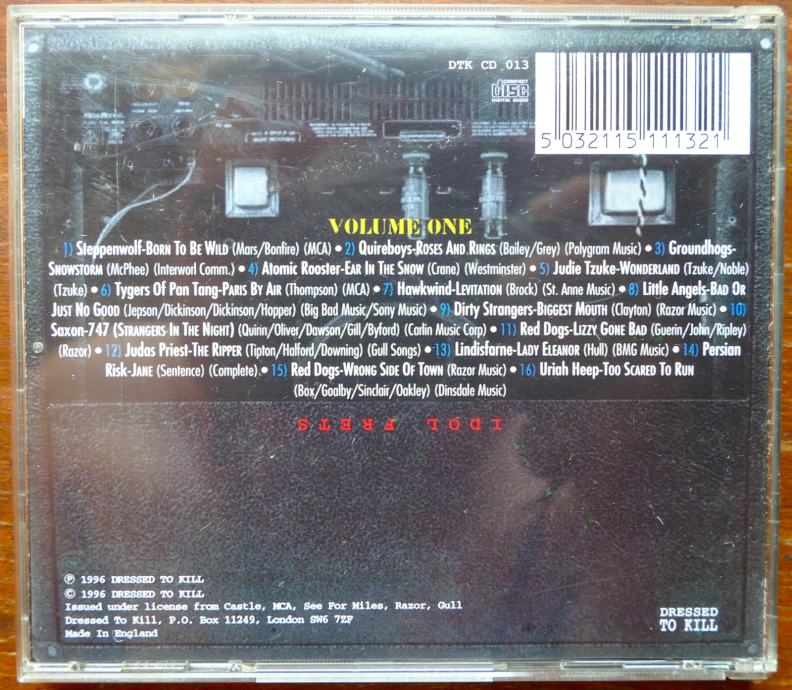 DTK CD 013
COMPACT
disc
DIGITAL AUDIO
5 032115 111321
VOLUME ONE
1) Steppenwolf-Born To Be Wild (Mars/Bonfire) (MCA) • 2) Quireboys-Roses And Rings (Bailey/Grey) (Polygram Music) • 3) Groundhogs-
Snowstorm (McPhee) (Interworl Comm.) • 4) Atomic Rooster-Ear In The Snow (Crane) (Westminster) • 5) Judie Tzuke-Wonderland (Tzuke/Noble)
(Tzuke) • 6) Tygers Of Pan Tang-Paris By Air (Thompson) (MCA) • 7) Hawkwind-Levitation (Brock) (St. Anne Music) • 8) Little Angels-Bad Or
Just No Good (Jepson/Dickinson/Dickinson/Hopper) (Big Bad Music/Sony Music) • 9) Dirty Strangers-Biggest Mouth (Clayton) (Razor Music) • 10)
Saxon-747 (Strangers In The Night) (Quinn/Oliver/Dawson/Gill/Byford) (Carlin Music Corp) • 11) Red Dogs-Lizzy Gone Bad (Guerin/John/Ripley)
(Razor) • 12) Judas Priest-The Ripper (Tipton/Halford/Downing) (Gull Songs) • 13) Lindisfarne-Lady Eleanor (Hull) (BMG Music) • 14) Persian
Risk-Jane (Sentence) (Complete) • 15) Red Dogs-Wrong Side Of Town (Razor Music) • 16) Uriah Heep-Too Scared To Run
(Box/Goalby/Sinclair/Oakley) (Dinsdale Music)
IDOL FRETS
℗ 1996 DRESSED TO KILL
© 1996 DRESSED TO KILL
Issued under license from Castle, MCA, See For Miles, Razor, Gull
Dressed To Kill, P.O. Box 11249, London SW6 7ZF
Made In England
DRESSED
TO KILL